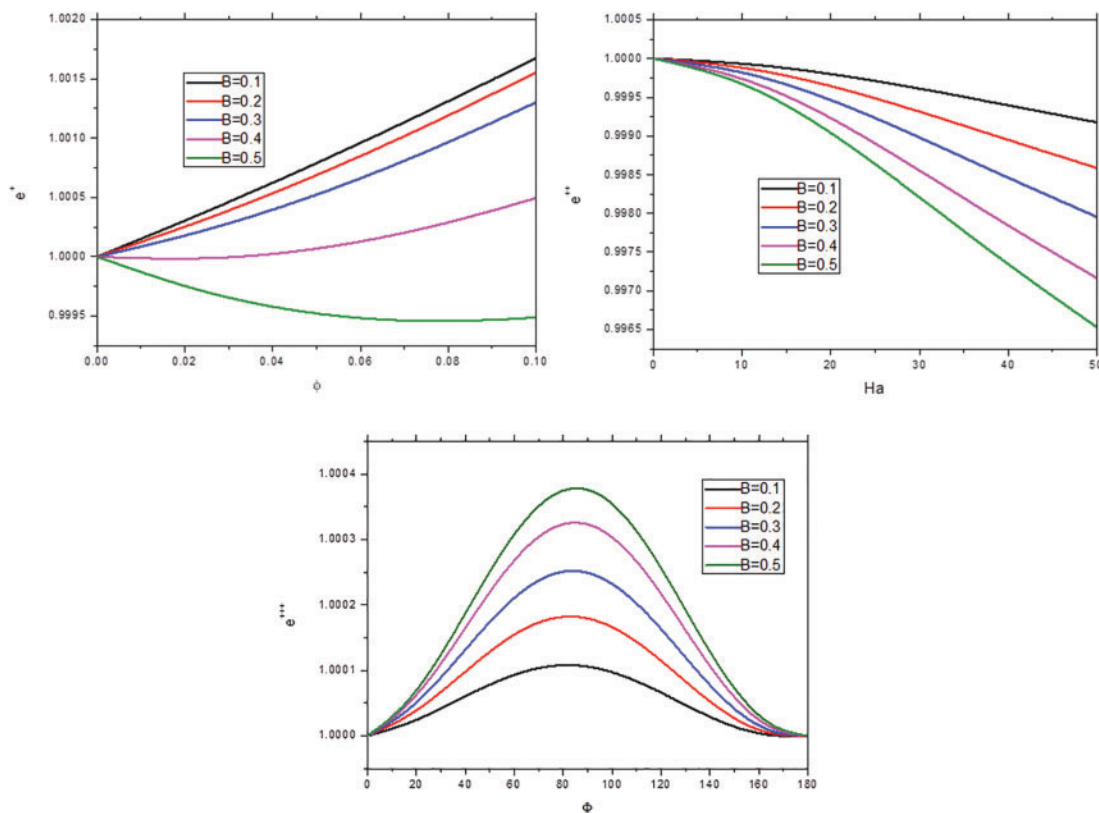 1.0020
1.0015
1.0010
1.0005
1.0000
0.9995
e+
B=0.1
B=0.2
B=0.3
B=0.4
B=0.5
0.00 0.02 0.04 0.06 0.08 0.10
ϕ
1.0005
1.0000
0.9995
0.9990
0.9985
0.9980
0.9975
0.9970
0.9965
e++
B=0.1
B=0.2
B=0.3
B=0.4
B=0.5
0 10 20 30 40 50
Ha
1.0004
1.0003
1.0002
1.0001
1.0000
e+++
B=0.1
B=0.2
B=0.3
B=0.4
B=0.5
0 20 40 60 80 100 120 140 160 180
Φ